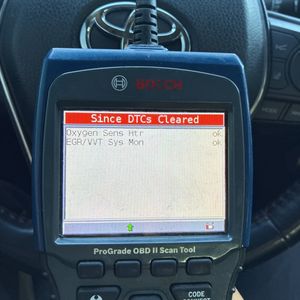 BOSCH
Since DTCs Cleared
Oxygen Sens Htr ok
EGR/VVT Sys Mon ok
ProGrade OBD II Scan Tool
CODE
CONNECT